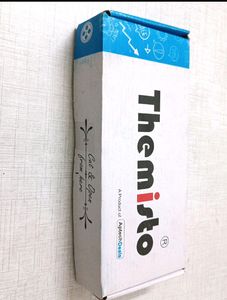 Themisto ®
A Product of AptechDeals
Cut & Open
from here